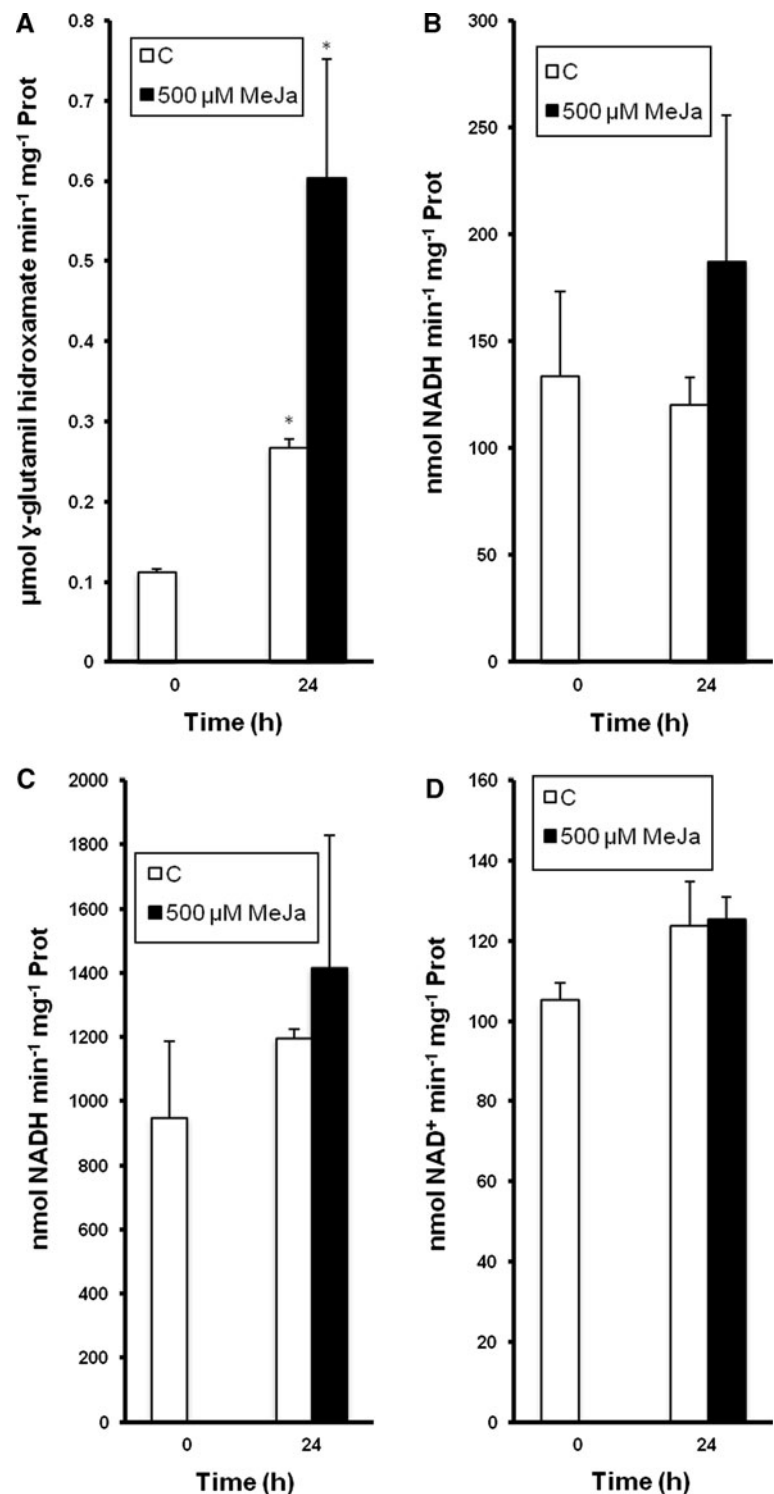 A
µmol ɣ-glutamil hidroxamate min⁻¹ mg⁻¹ Prot
0.8
0.7
0.6
0.5
0.4
0.3
0.2
0.1
0
C
500 µM MeJa
*
*
0 24
Time (h)
B
nmol NADH min⁻¹ mg⁻¹ Prot
300
250
200
150
100
50
0
C
500 µM MeJa
0 24
Time (h)
C
nmol NADH min⁻¹ mg⁻¹ Prot
2000
1800
1600
1400
1200
1000
800
600
400
200
0
C
500 µM MeJa
0 24
Time (h)
D
nmol NAD⁺ min⁻¹ mg⁻¹ Prot
160
140
120
100
80
60
40
20
0
C
500 µM MeJa
0 24
Time (h)